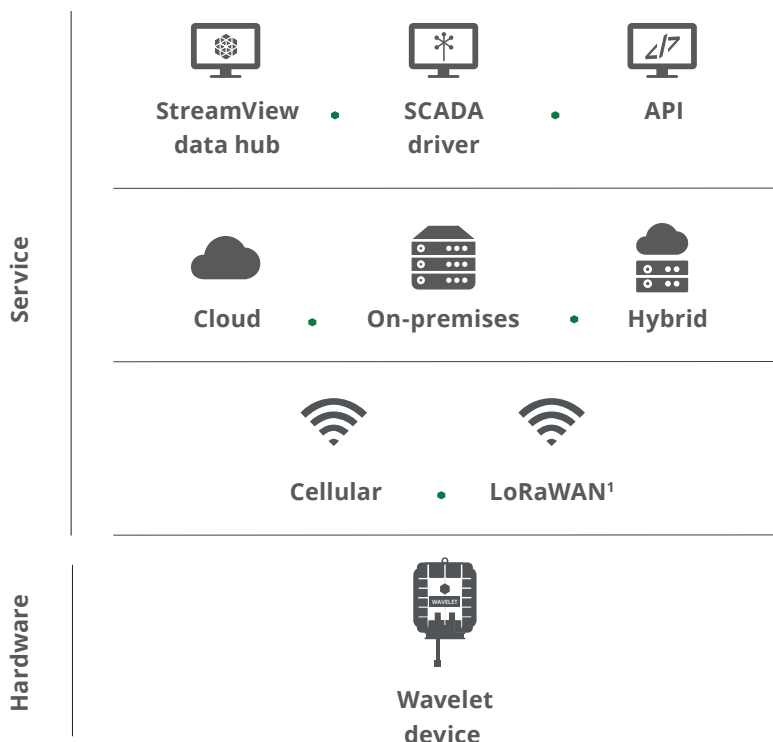 StreamView
data hub
SCADA
driver
API
Service
Cloud
On-premises
Hybrid
Cellular
LoRaWAN¹
Hardware
WAVELET
Wavelet
device